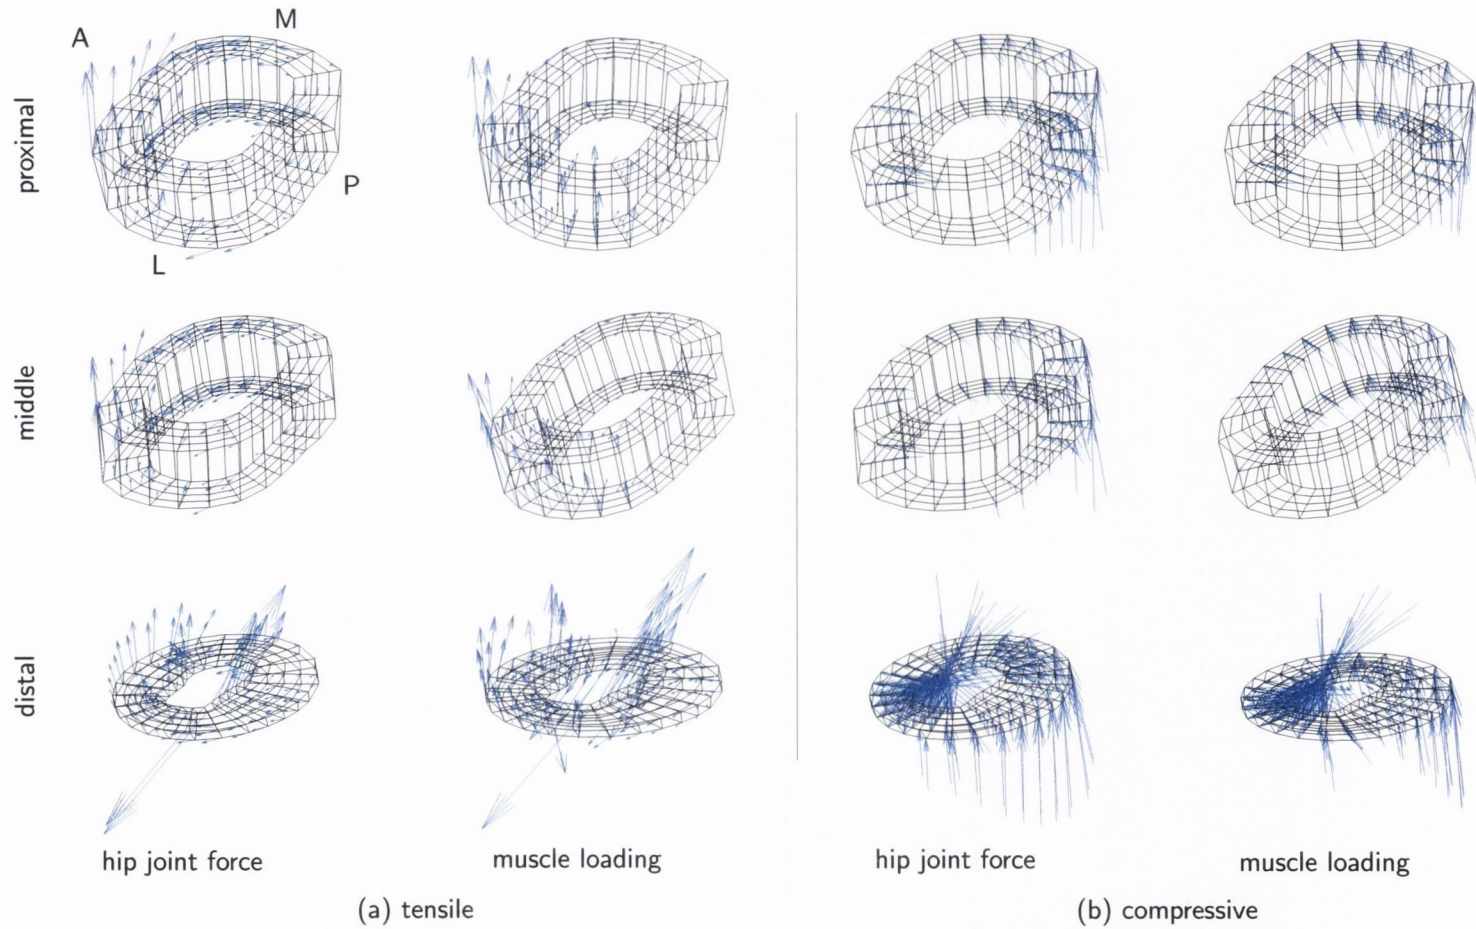 A
M
proximal
P
L
middle
distal
hip joint force
muscle loading
hip joint force
muscle loading
(a) tensile
(b) compressive